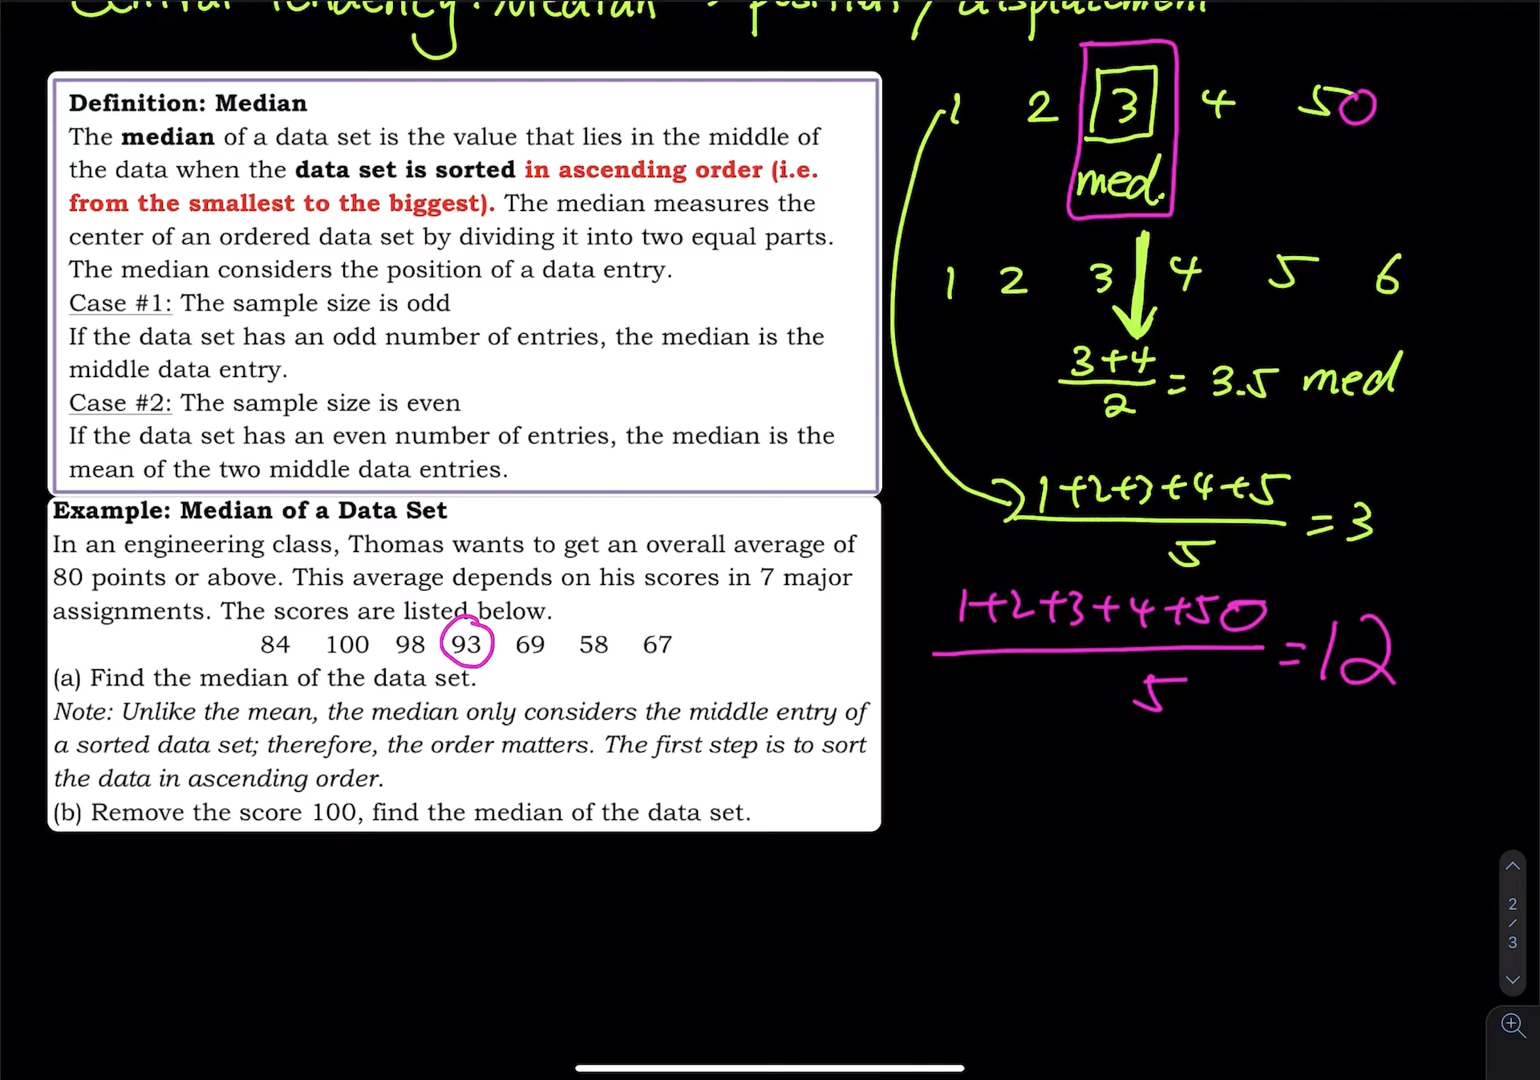 Central Tendency: Median → position / displacement
Definition: Median
The median of a data set is the value that lies in the middle of
the data when the data set is sorted in ascending order (i.e.
from the smallest to the biggest). The median measures the
center of an ordered data set by dividing it into two equal parts.
The median considers the position of a data entry.
Case #1: The sample size is odd
If the data set has an odd number of entries, the median is the
middle data entry.
Case #2: The sample size is even
If the data set has an even number of entries, the median is the
mean of the two middle data entries.
Example: Median of a Data Set
In an engineering class, Thomas wants to get an overall average of
80 points or above. This average depends on his scores in 7 major
assignments. The scores are listed below.
84 100 98 93 69 58 67
(a) Find the median of the data set.
Note: Unlike the mean, the median only considers the middle entry of
a sorted data set; therefore, the order matters. The first step is to sort
the data in ascending order.
(b) Remove the score 100, find the median of the data set.
1 2 3 4 50
med.
1 2 3 4 5 6
3+4
2
= 3.5 med
1+2+3+4+5
5
= 3
1+2+3+4+50
5
= 12
2
/
3